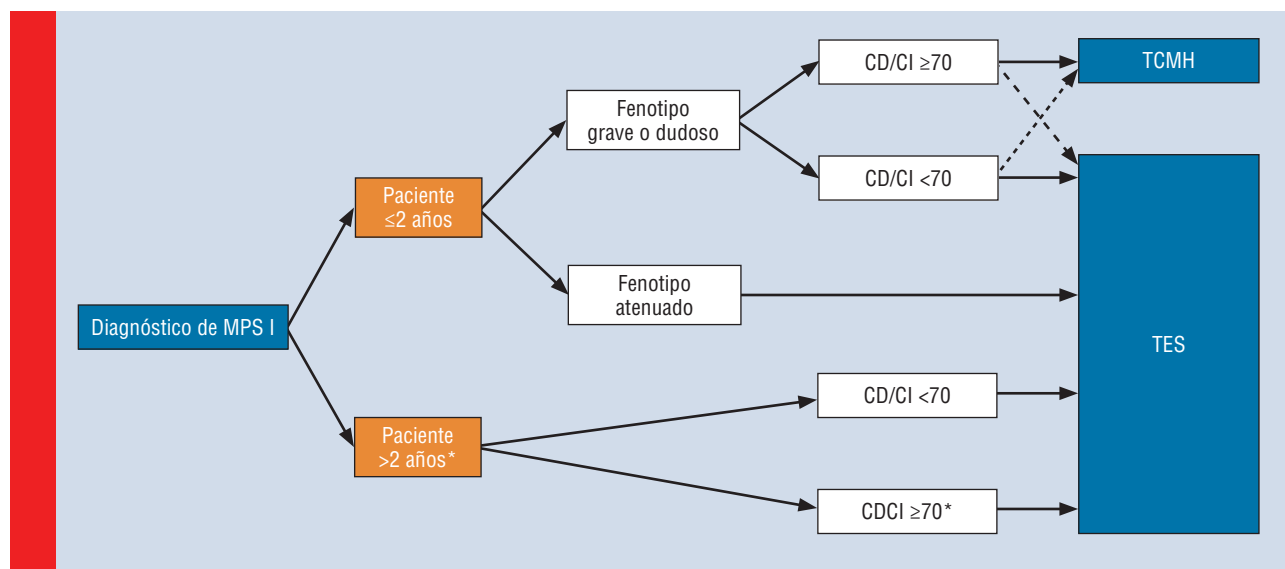 CD/CI ≥70
TCMH
Fenotipo
grave o dudoso
CD/CI <70
Paciente
≤2 años
Fenotipo
atenuado
Diagnóstico de MPS I
TES
CD/CI <70
Paciente
>2 años*
CDCI ≥70*